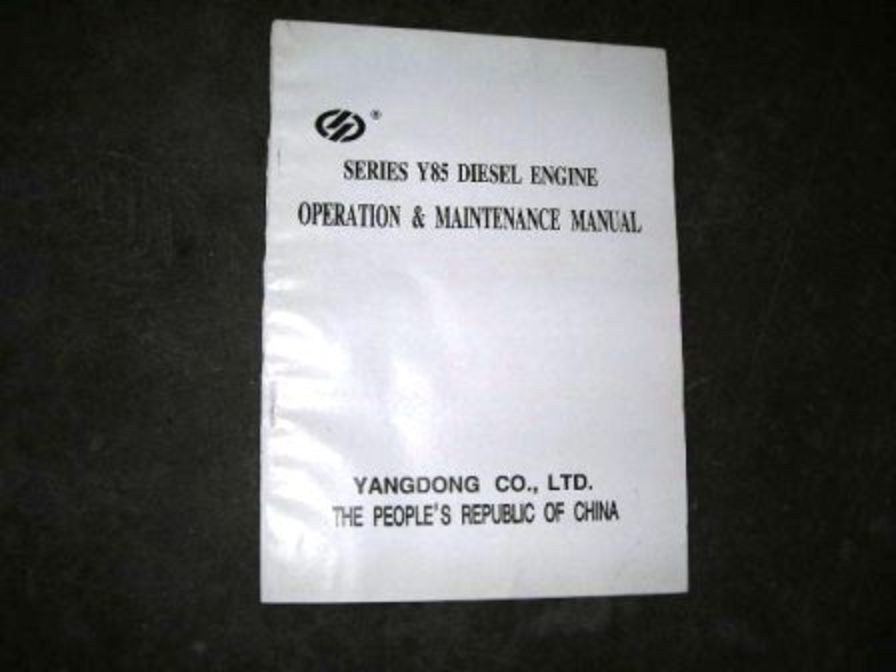 ®
SERIES Y85 DIESEL ENGINE
OPERATION & MAINTENANCE MANUAL
YANGDONG CO., LTD.
THE PEOPLE'S REPUBLIC OF CHINA